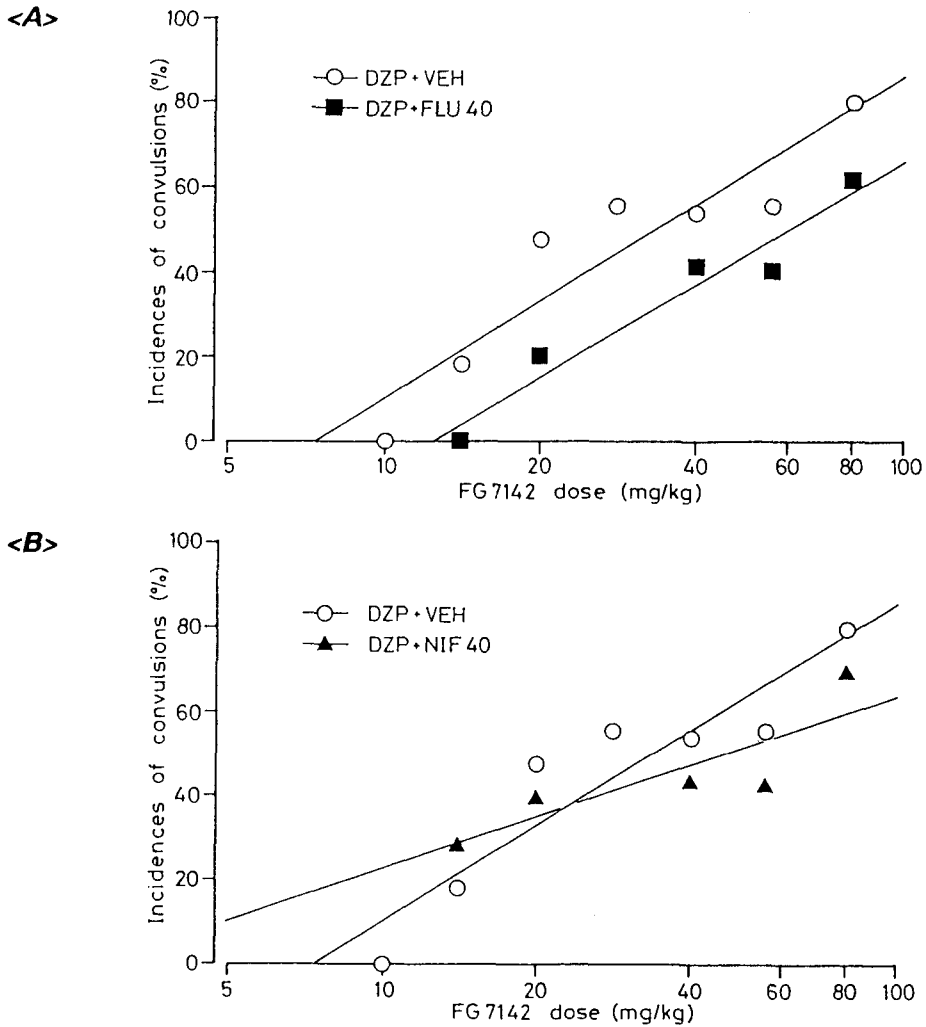 <A>
100
80
60
40
20
0
Incidences of convulsions (%)
DZP + VEH
DZP+FLU 40
5 10 20 40 60 80 100
FG 7142 dose (mg/kg)
<B>
100
80
60
40
20
0
Incidences of convulsions (%)
DZP + VEH
DZP+NIF 40
5 10 20 40 60 80 100
FG 7142 dose (mg/kg)